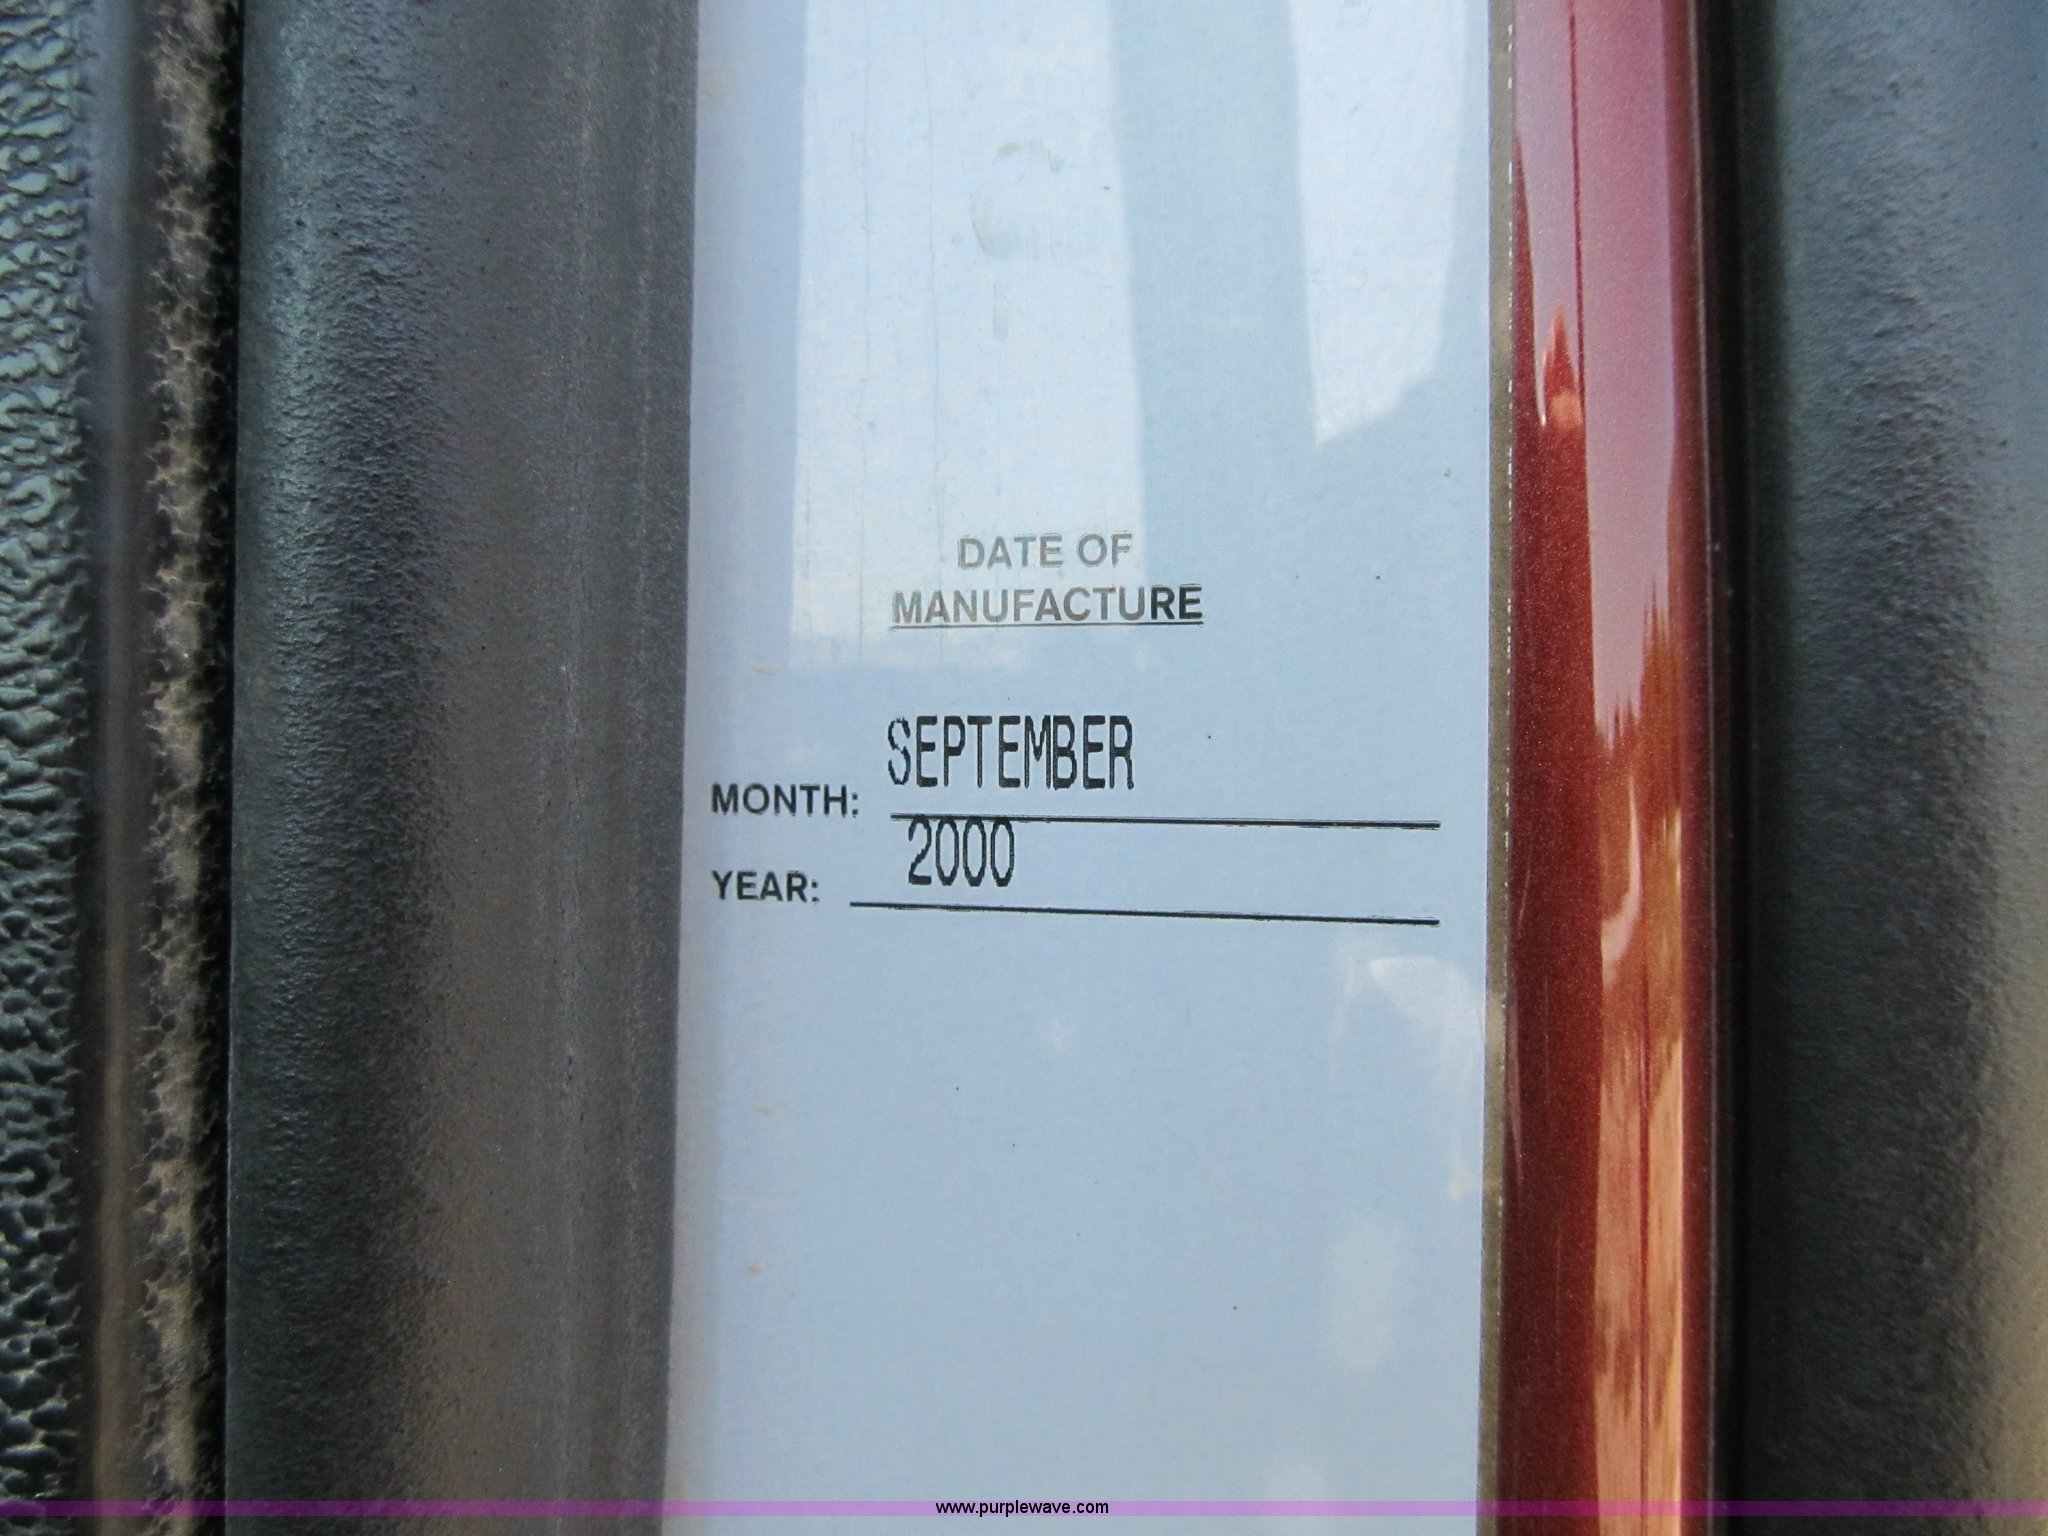 DATE OF
MANUFACTURE
MONTH: SEPTEMBER
YEAR: 2000
www.purplewave.com